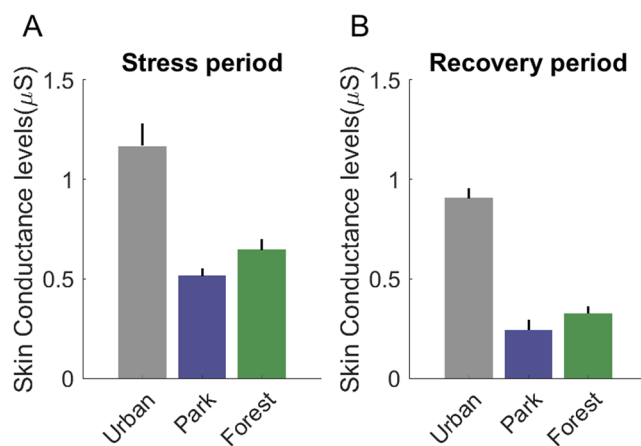 A
Stress period
Skin Conductance levels(μS)
1.5
1
0.5
0
Urban
Park
Forest
B
Recovery period
Skin Conductance levels(μS)
1.5
1
0.5
0
Urban
Park
Forest